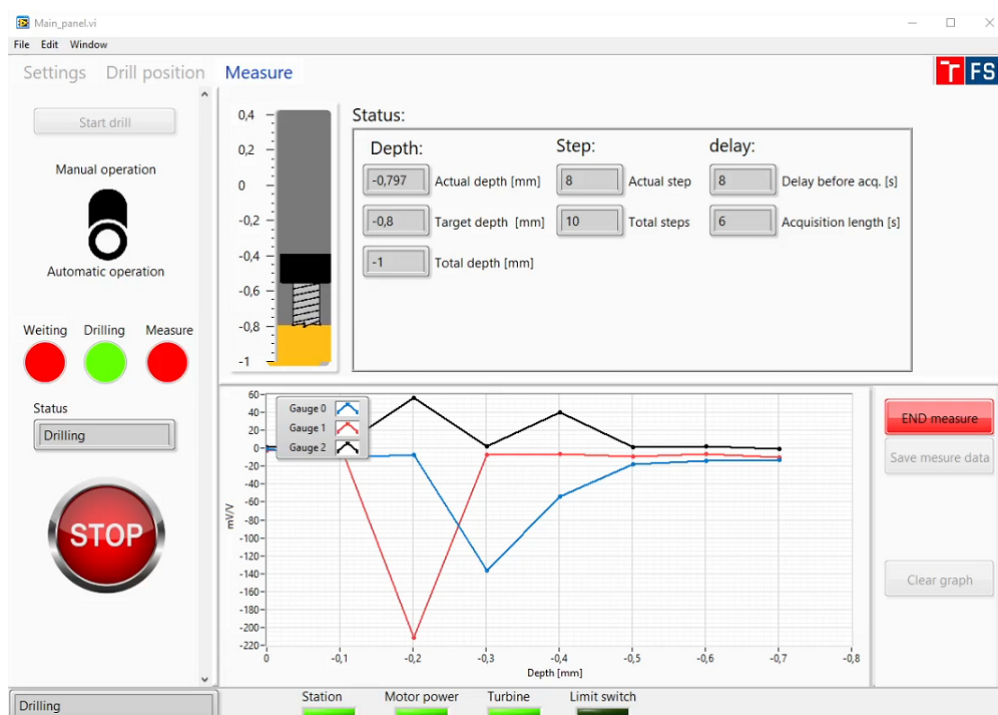 Main_panel.vi
File Edit Window
Settings Drill position Measure
T FS
Start drill
Manual operation
Automatic operation
Weiting Drilling Measure
Status
Drilling
STOP
Drilling
0,4
0,2
0
-0,2
-0,4
-0,6
-0,8
-1
Status:
Depth: Step: delay:
-0,797 Actual depth [mm] 8 Actual step 8 Delay before acq. [s]
-0,8 Target depth [mm] 10 Total steps 6 Acquisition length [s]
-1 Total depth [mm]
60
40
20
0
-20
-40
-60
-80
-100
-120
-140
-160
-180
-200
-220
mV/V
Gauge 0
Gauge 1
Gauge 2
0 -0,1 -0,2 -0,3 -0,4 -0,5 -0,6 -0,7 -0,8
Depth [mm]
END measure
Save mesure data
Clear graph
Station Motor power Turbine Limit switch